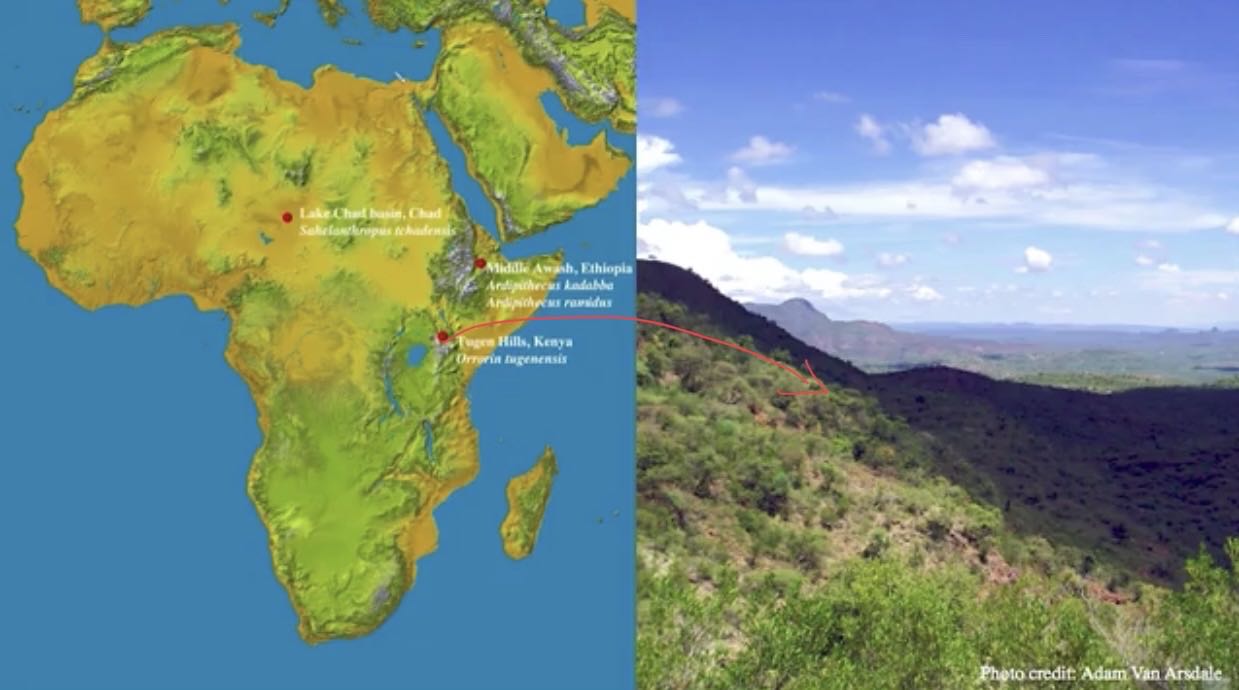 Lake Chad basin, Chad
Sahelanthropus tchadensis
Middle Awash, Ethiopia
Ardipithecus kadabba
Ardipithecus ramidus
Tugen Hills, Kenya
Orrorin tugenensis
Photo credit: Adam Van Arsdale